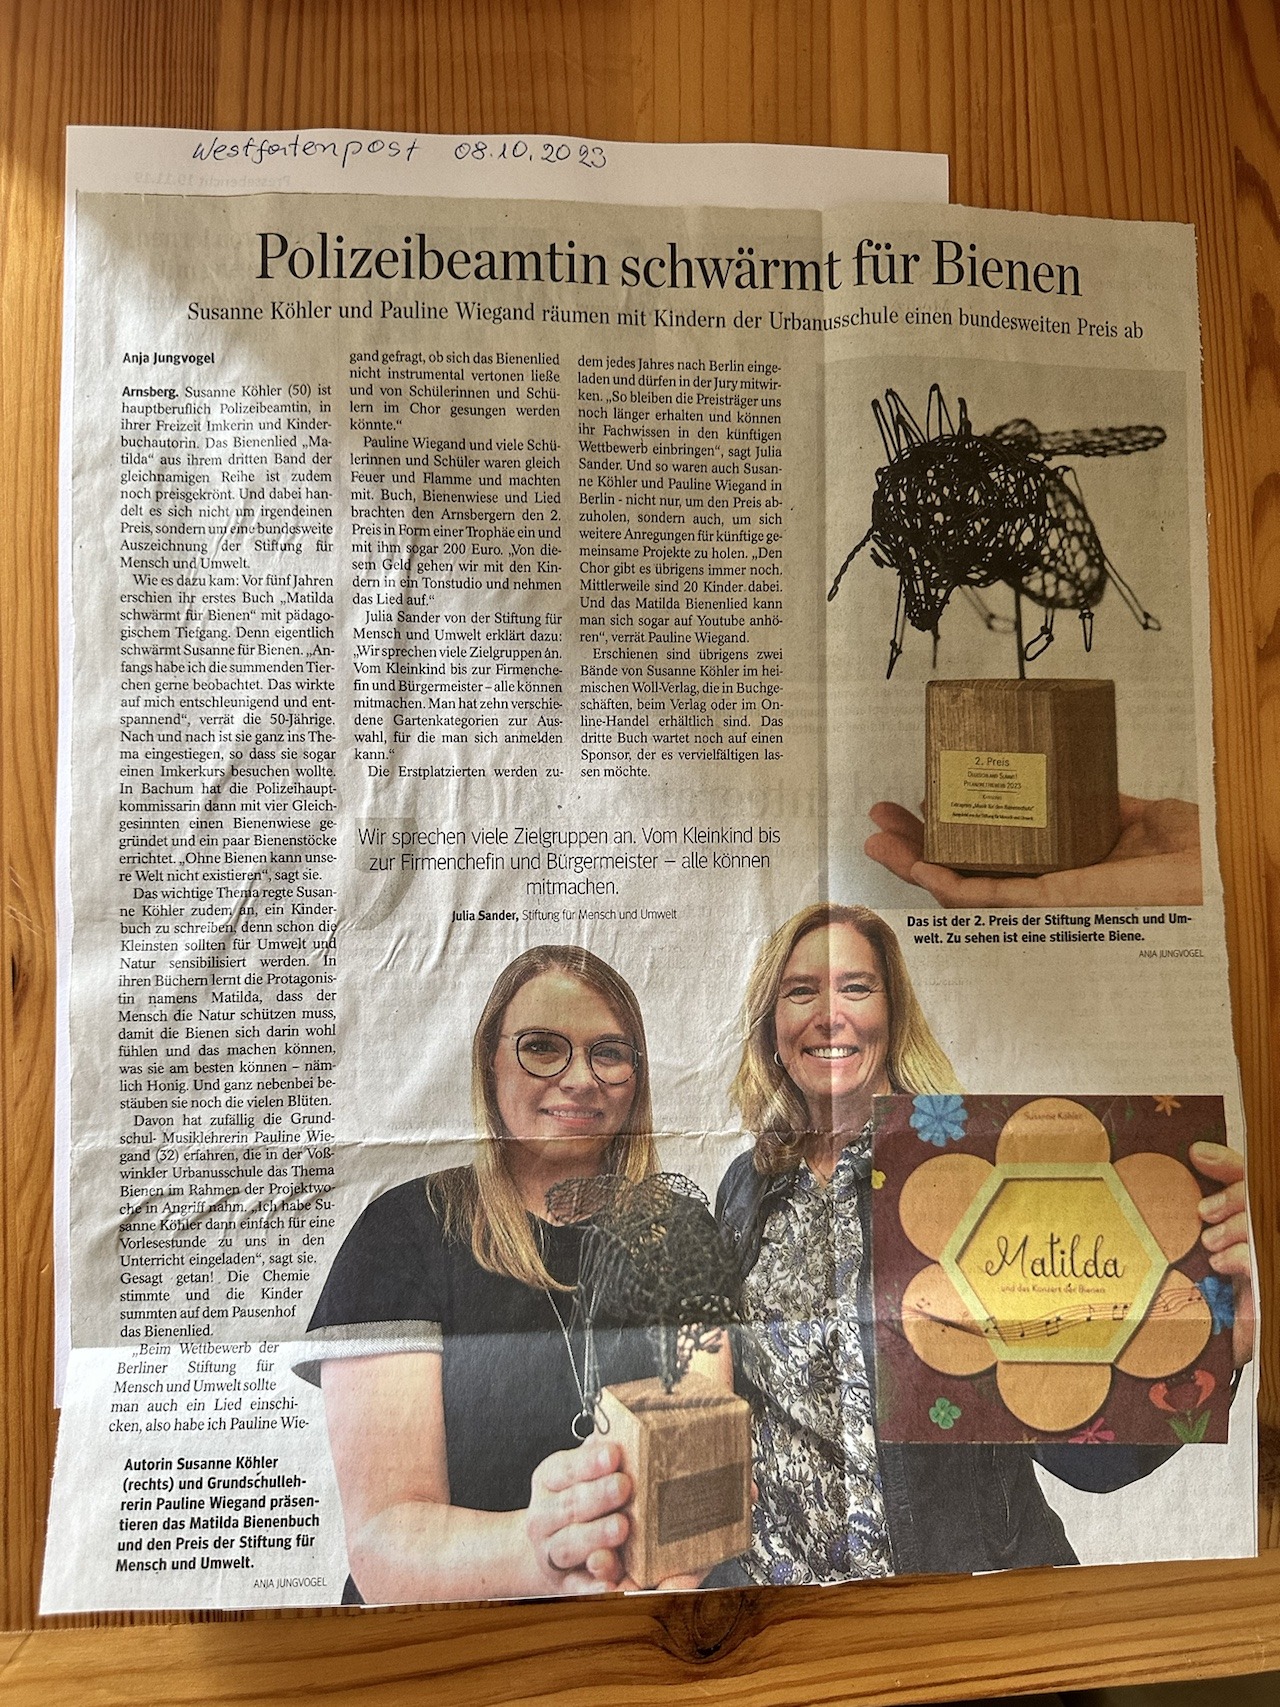 Westfalenpost 08.10.2023
Polizeibeamtin schwärmt für Bienen
Susanne Köhler und Pauline Wiegand räumen mit Kindern der Urbanusschule einen bundesweiten Preis ab
Anja Jungvogel
Arnsberg. Susanne Köhler (50) ist
hauptberuflich Polizeibeamtin, in
ihrer Freizeit Imkerin und Kinder-
buchautorin. Das Bienenlied „Ma-
tilda“ aus ihrem dritten Band der
gleichnamigen Reihe ist zudem
noch preisgekrönt. Und dabei han-
delt es sich nicht um irgendeinen
Preis, sondern um eine bundesweite
Auszeichnung der Stiftung für
Mensch und Umwelt.
Wie es dazu kam: Vor fünf Jahren
erschien ihr erstes Buch „Matilda
schwärmt für Bienen“ mit pädago-
gischem Tiefgang. Denn eigentlich
schwärmt Susanne für Bienen. „An-
fangs habe ich die summenden Tier-
chen gerne beobachtet. Das wirkte
auf mich entschleunigend und ent-
spannend“, verrät die 50-Jährige.
Nach und nach ist sie ganz ins The-
ma eingestiegen, so dass sie sogar
einen Imkerkurs besuchen wollte.
In Bachum hat die Polizeihaupt-
kommissarin dann mit vier Gleich-
gesinnten einen Bienenwiese ge-
gründet und ein paar Bienenstöcke
errichtet. „Ohne Bienen kann unse-
re Welt nicht existieren“, sagt sie.
Das wichtige Thema regte Susan-
ne Köhler zudem an, ein Kinder-
buch zu schreiben, denn schon die
Kleinsten sollten für Umwelt und
Natur sensibilisiert werden. In
ihren Büchern lernt die Protagonis-
tin namens Matilda, dass der
Mensch die Natur schützen muss,
damit die Bienen sich darin wohl
fühlen und das machen können,
was sie am besten können – näm-
lich Honig. Und ganz nebenbei be-
stäuben sie noch die vielen Blüten.
Davon hat zufällig die Grund-
schul- Musiklehrerin Pauline Wie-
gand (32) erfahren, die in der Voß-
winkler Urbanusschule das Thema
Bienen im Rahmen der Projektwo-
che in Angriff nahm. „Ich habe Su-
sanne Köhler dann einfach für eine
Vorlesestunde zu uns in den
Unterricht eingeladen“, sagt sie.
Gesagt getan! Die Chemie
stimmte und die Kinder
summten auf dem Pausenhof
das Bienenlied.
„Beim Wettbewerb der
Berliner Stiftung für
Mensch und Umwelt sollte
man auch ein Lied einschi-
cken, also habe ich Pauline Wie-
gand gefragt, ob sich das Bienenlied
nicht instrumental vertonen ließe
und von Schülerinnen und Schü-
lern im Chor gesungen werden
könnte.“
Pauline Wiegand und viele Schü-
lerinnen und Schüler waren gleich
Feuer und Flamme und machten
mit. Buch, Bienenwiese und Lied
brachten den Arnsbergern den 2.
Preis in Form einer Trophäe ein und
mit ihm sogar 200 Euro. „Von die-
sem Geld gehen wir mit den Kin-
dern in ein Tonstudio und nehmen
das Lied auf.“
Julia Sander von der Stiftung für
Mensch und Umwelt erklärt dazu:
„Wir sprechen viele Zielgruppen an.
Vom Kleinkind bis zur Firmenche-
fin und Bürgermeister – alle können
mitmachen. Man hat zehn verschie-
dene Gartenkategorien zur Aus-
wahl, für die man sich anmelden
kann.“
Die Erstplatzierten werden zu-
dem jedes Jahres nach Berlin einge-
laden und dürfen in der Jury mitwir-
ken. „So bleiben die Preisträger uns
noch länger erhalten und können
ihr Fachwissen in den künftigen
Wettbewerb einbringen“, sagt Julia
Sander. Und so waren auch Susan-
ne Köhler und Pauline Wiegand in
Berlin - nicht nur, um den Preis ab-
zuholen, sondern auch, um sich
weitere Anregungen für künftige ge-
meinsame Projekte zu holen. „Den
Chor gibt es übrigens immer noch.
Mittlerweile sind 20 Kinder dabei.
Und das Matilda Bienenlied kann
man sich sogar auf Youtube anhö-
ren“, verrät Pauline Wiegand.
Erschienen sind übrigens zwei
Bände von Susanne Köhler im hei-
mischen Woll-Verlag, die in Buchge-
schäften, beim Verlag oder im On-
line-Handel erhältlich sind. Das
dritte Buch wartet noch auf einen
Sponsor, der es vervielfältigen las-
sen möchte.
Wir sprechen viele Zielgruppen an. Vom Kleinkind bis
zur Firmenchefin und Bürgermeister – alle können
mitmachen.
Julia Sander, Stiftung für Mensch und Umwelt
2. Preis
Deutschland Summt!
Pflanzwettbewerb 2023
Das ist der 2. Preis der Stiftung Mensch und Um-
welt. Zu sehen ist eine stilisierte Biene.
ANJA JUNGVOGEL
Susanne Köhler
Matilda
und das Konzert der Bienen
Autorin Susanne Köhler
(rechts) und Grundschulleh-
rerin Pauline Wiegand präsen-
tieren das Matilda Bienenbuch
und den Preis der Stiftung für
Mensch und Umwelt.
ANJA JUNGVOGEL